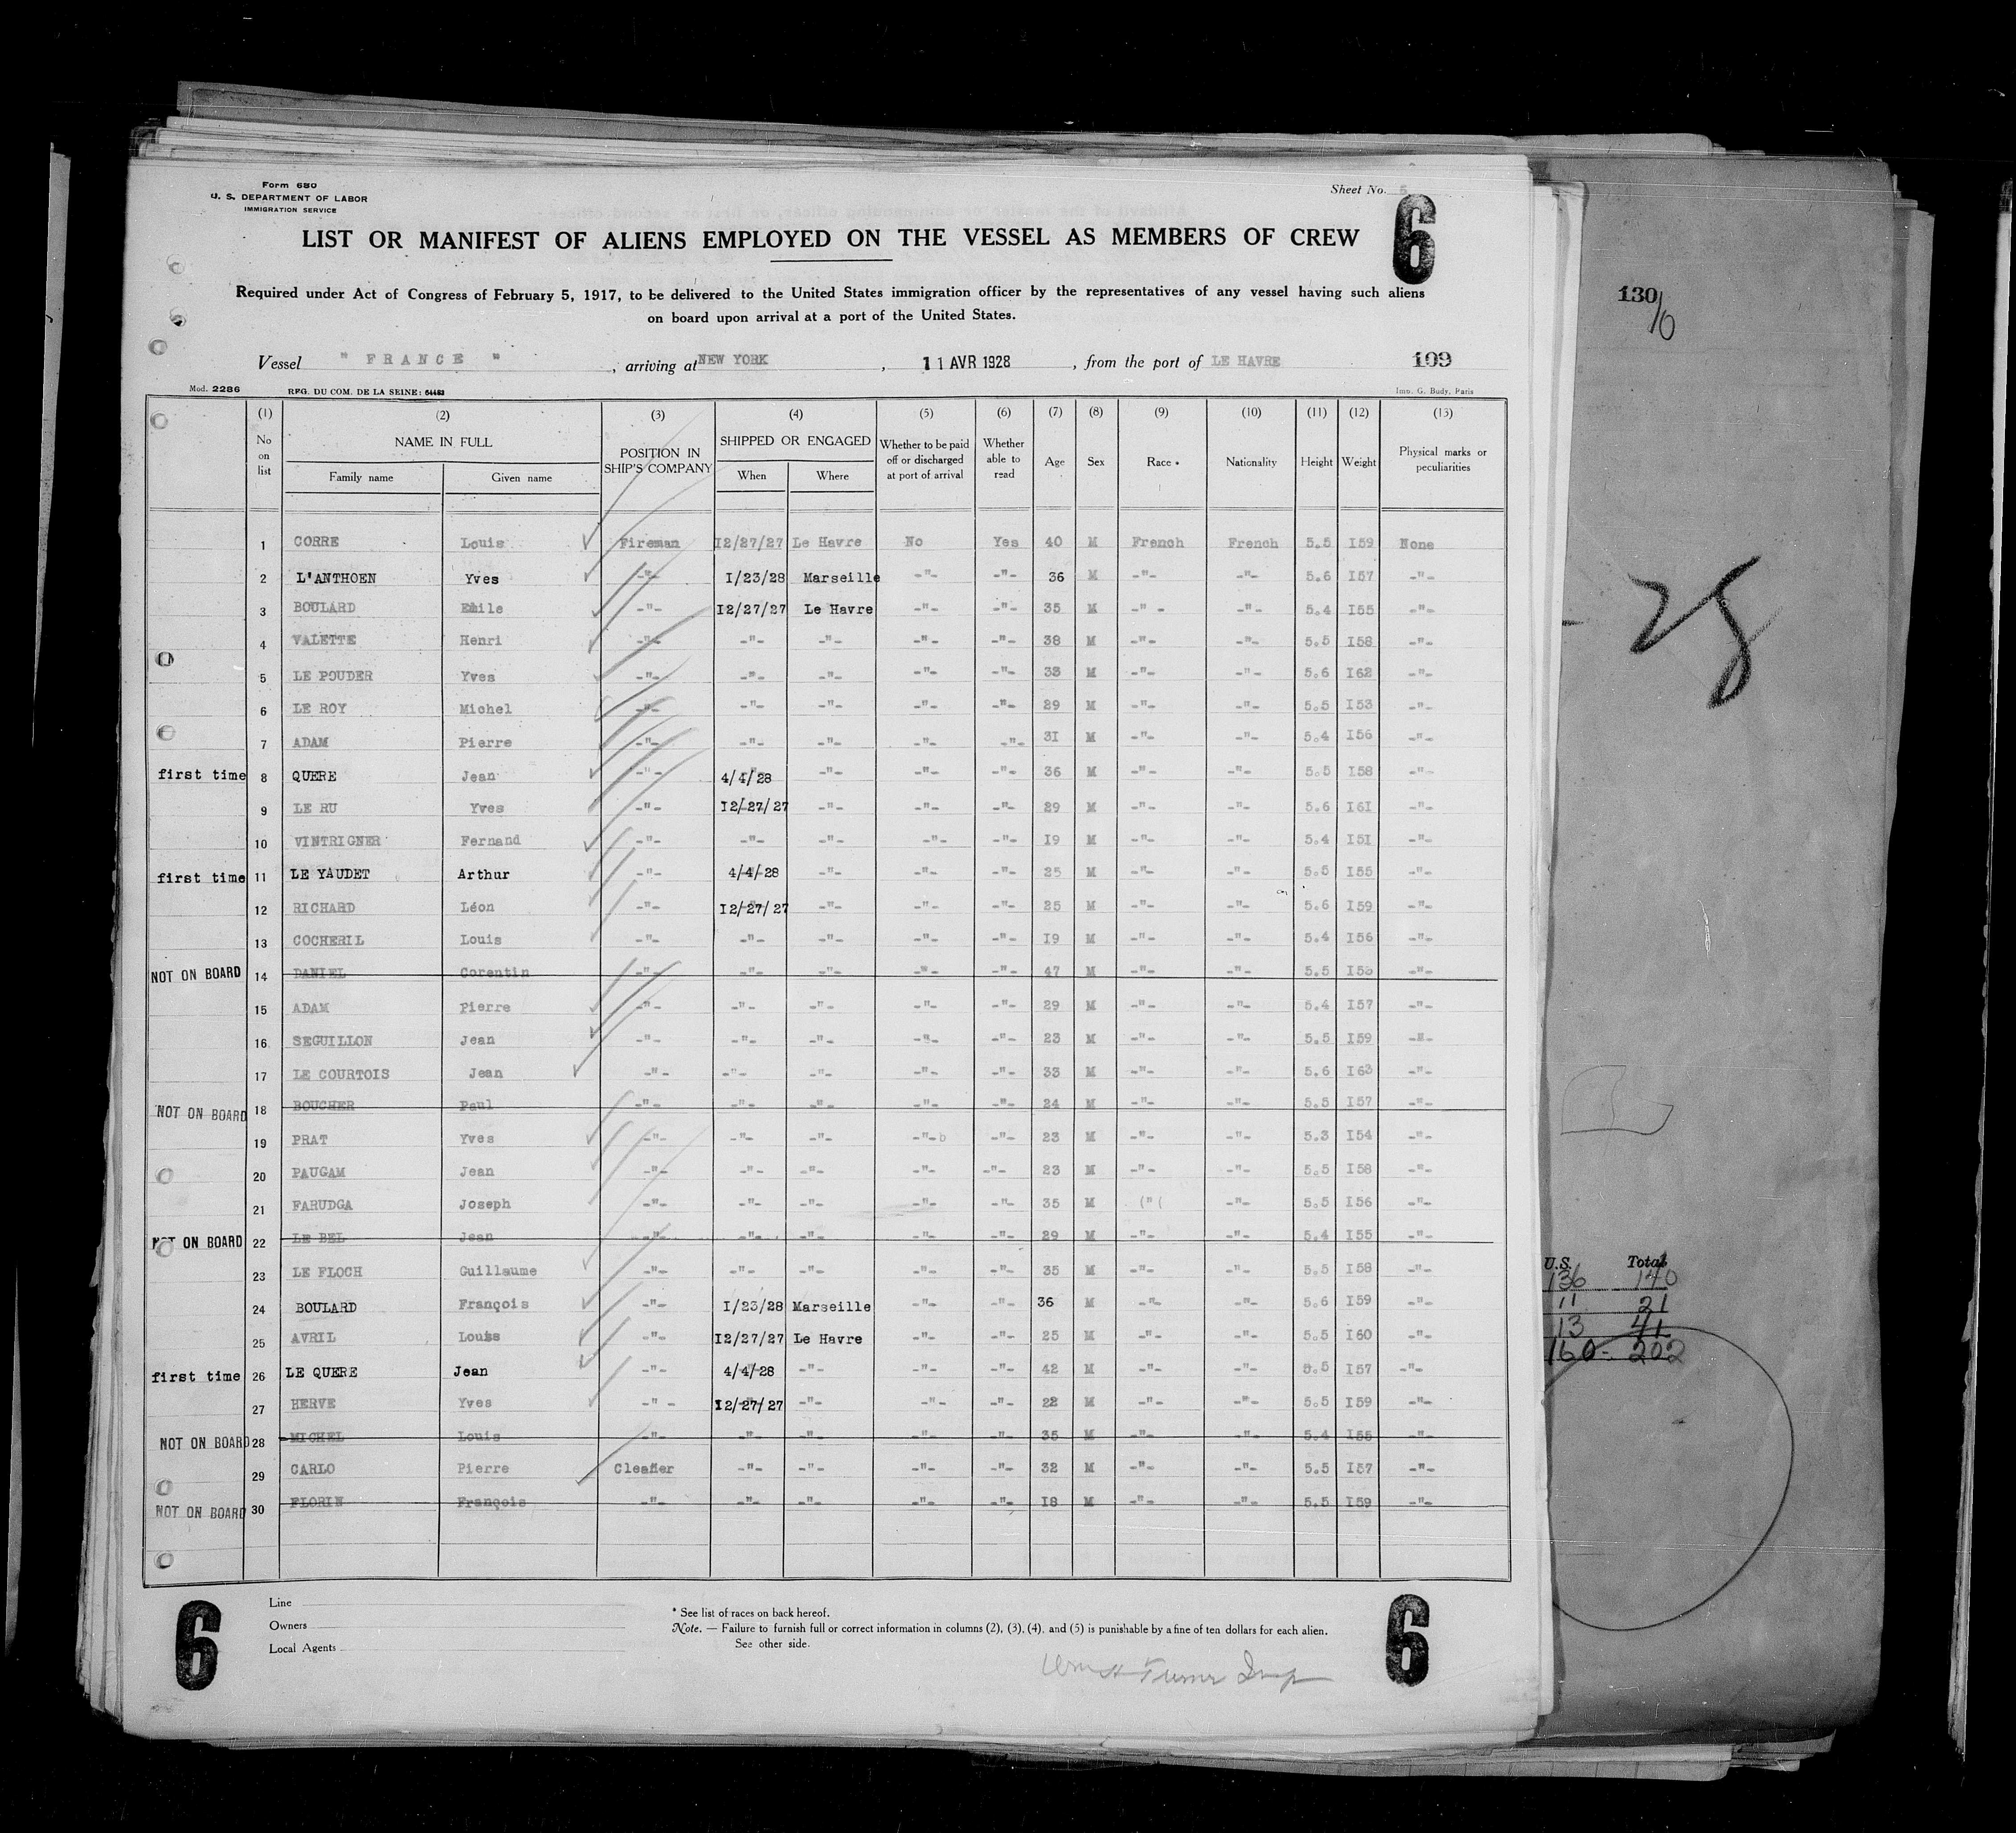 Form 680
U. S. DEPARTMENT OF LABOR
IMMIGRATION SERVICE
Sheet No.
6
LIST OR MANIFEST OF ALIENS EMPLOYED ON THE VESSEL AS MEMBERS OF CREW
Required under Act of Congress of February 5, 1917, to be delivered to the United States immigration officer by the representatives of any vessel having such aliens
on board upon arrival at a port of the United States.
Vessel " FRANCE " , arriving at NEW YORK , 11 AVR 1928 , from the port of LE HAVRE 109
Mod. 2286 REG. DU COM. DE LA SEINE: Imp. G. Budy, Paris
(1) (2) (3) (4) (5) (6) (7) (8) (9) (10) (11) (12) (13)
No on list NAME IN FULL Family name Given name POSITION IN SHIP'S COMPANY SHIPPED OR ENGAGED When Where Whether to be paid off or discharged at port of arrival Whether able to read Age Sex Race * Nationality Height Weight Physical marks or peculiarities
1 CORRE Louis Fireman 12/27/27 Le Havre No Yes 40 M French French 5.5 159 None
2 L'ANTHOEN Yves -"- 1/23/28 Marseille -"- -"- 36 M -"- -"- 5.6 157 -"-
3 BOULARD Emile -"- 12/27/27 Le Havre -"- -"- 35 M -"- -"- 5.4 155 -"-
4 VALETTE Henri -"- -"- -"- -"- -"- 38 M -"- -"- 5.5 158 -"-
5 LE POUDER Yves -"- -"- -"- -"- -"- 33 M -"- -"- 5.6 162 -"-
6 LE ROY Michel -"- -"- -"- -"- -"- 29 M -"- -"- 5.5 153 -"-
7 ADAM Pierre -"- -"- -"- -"- -"- 31 M -"- -"- 5.4 156 -"-
first time 8 QUERE Jean -"- 4/4/28 -"- -"- -"- 36 M -"- -"- 5.5 158 -"-
9 LE RU Yves -"- 12/27/27 -"- -"- -"- 29 M -"- -"- 5.6 161 -"-
10 VINTRIGNER Fernand -"- -"- -"- -"- -"- 19 M -"- -"- 5.4 151 -"-
first time 11 LE YAUDET Arthur -"- 4/4/28 -"- -"- -"- 25 M -"- -"- 5.5 155 -"-
12 RICHARD Léon -"- 12/27/27 -"- -"- -"- 25 M -"- -"- 5.6 159 -"-
13 COCHERIL Louis -"- -"- -"- -"- -"- 19 M -"- -"- 5.4 156 -"-
NOT ON BOARD 14 DANIEL Corentin -"- -"- -"- -"- -"- 47 M -"- -"- 5.5 -"-
15 ADAM Pierre -"- -"- -"- -"- -"- 29 M -"- -"- 5.4 157 -"-
16 SEGUILLON Jean -"- -"- -"- -"- -"- 23 M -"- -"- 5.5 159 -"-
17 LE COURTOIS Jean -"- -"- -"- -"- -"- 33 M -"- -"- 5.6 163 -"-
NOT ON BOARD 18 BOUCHER Paul -"- -"- -"- -"- -"- 24 M -"- -"- 5.5 157 -"-
19 PRAT Yves -"- -"- -"- -"-b -"- 23 M -"- -"- 5.3 154 -"-
20 PAUGAM Jean -"- -"- -"- -"- -"- 23 M -"- -"- 5.5 158 -"-
21 FARUDGA Joseph -"- -"- -"- -"- -"- 35 M ("( -"- 5.5 156 -"-
NOT ON BOARD 22 LE BEL Jean -"- -"- -"- -"- -"- 29 M -"- -"- 5.4 155 -"-
23 LE FLOCH Guillaume -"- -"- -"- -"- -"- 35 M -"- -"- 5.5 158 -"-
24 BOULARD François -"- 1/23/28 Marseille -"- -"- 36 M -"- -"- 5.6 159 -"-
25 AVRIL Louis -"- 12/27/27 Le Havre -"- -"- 25 M -"- -"- 5.5 160 -"-
first time 26 LE QUERE Jean -"- 4/4/28 -"- -"- -"- 42 M -"- -"- 5.5 157 -"-
27 HERVE Yves -"- 12/27/27 -"- -"- -"- 22 M -"- -"- 5.5 159 -"-
NOT ON BOARD 28 MICHEL Louis -"- -"- -"- -"- -"- 35 M -"- -"- 5.4 155 -"-
29 CARLO Pierre Cleaner -"- -"- -"- -"- 32 M -"- -"- 5.5 157 -"-
NOT ON BOARD 30 FLORIN François -"- -"- -"- -"- -"- 18 M -"- -"- 5.5 159 -"-
6
Line
Owners
Local Agents
* See list of races on back hereof.
Note. — Failure to furnish full or correct information in columns (2), (3), (4), and (5) is punishable by a fine of ten dollars for each alien.
See other side.
6
130
U.S. Total
136 140
11 21
13 41
160 - 202